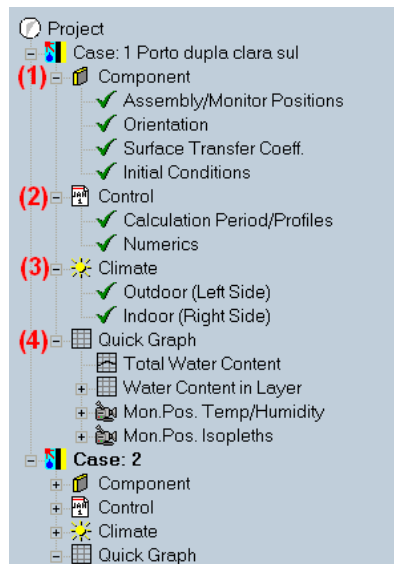 Project
Case: 1 Porto dupla clara sul
(1) Component
Assembly/Monitor Positions
Orientation
Surface Transfer Coeff.
Initial Conditions
(2) Control
Calculation Period/Profiles
Numerics
(3) Climate
Outdoor (Left Side)
Indoor (Right Side)
(4) Quick Graph
Total Water Content
Water Content in Layer
Mon.Pos. Temp/Humidity
Mon.Pos. Isopleths
Case: 2
Component
Control
Climate
Quick Graph